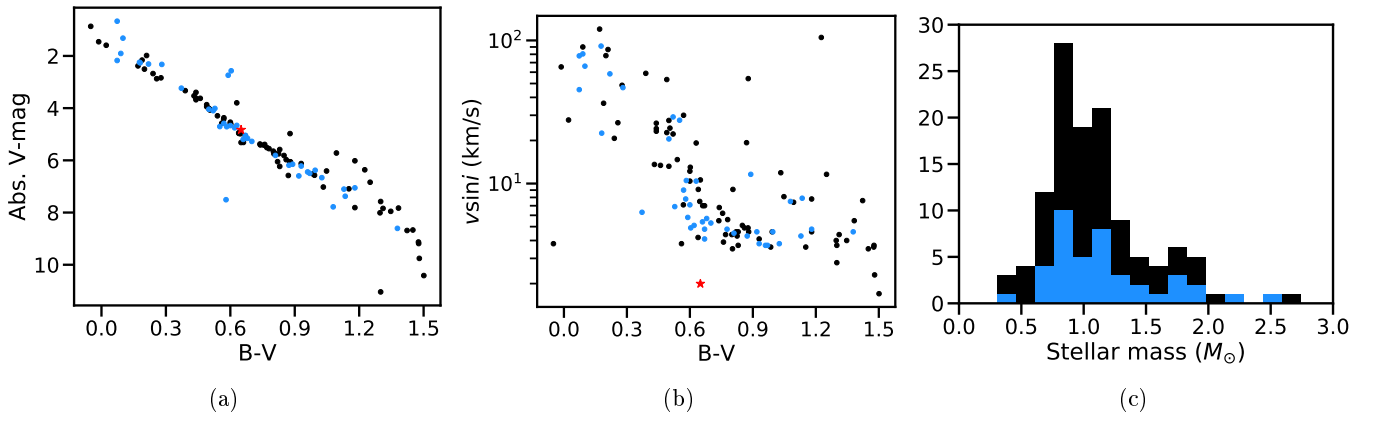 2
4
6
8
10
Abs. V-mag
0.0 0.3 0.6 0.9 1.2 1.5
B-V
(a)
10²
10¹
vsini (km/s)
0.0 0.3 0.6 0.9 1.2 1.5
B-V
(b)
30
25
20
15
10
5
0
0.0 0.5 1.0 1.5 2.0 2.5 3.0
Stellar mass (M☉)
(c)